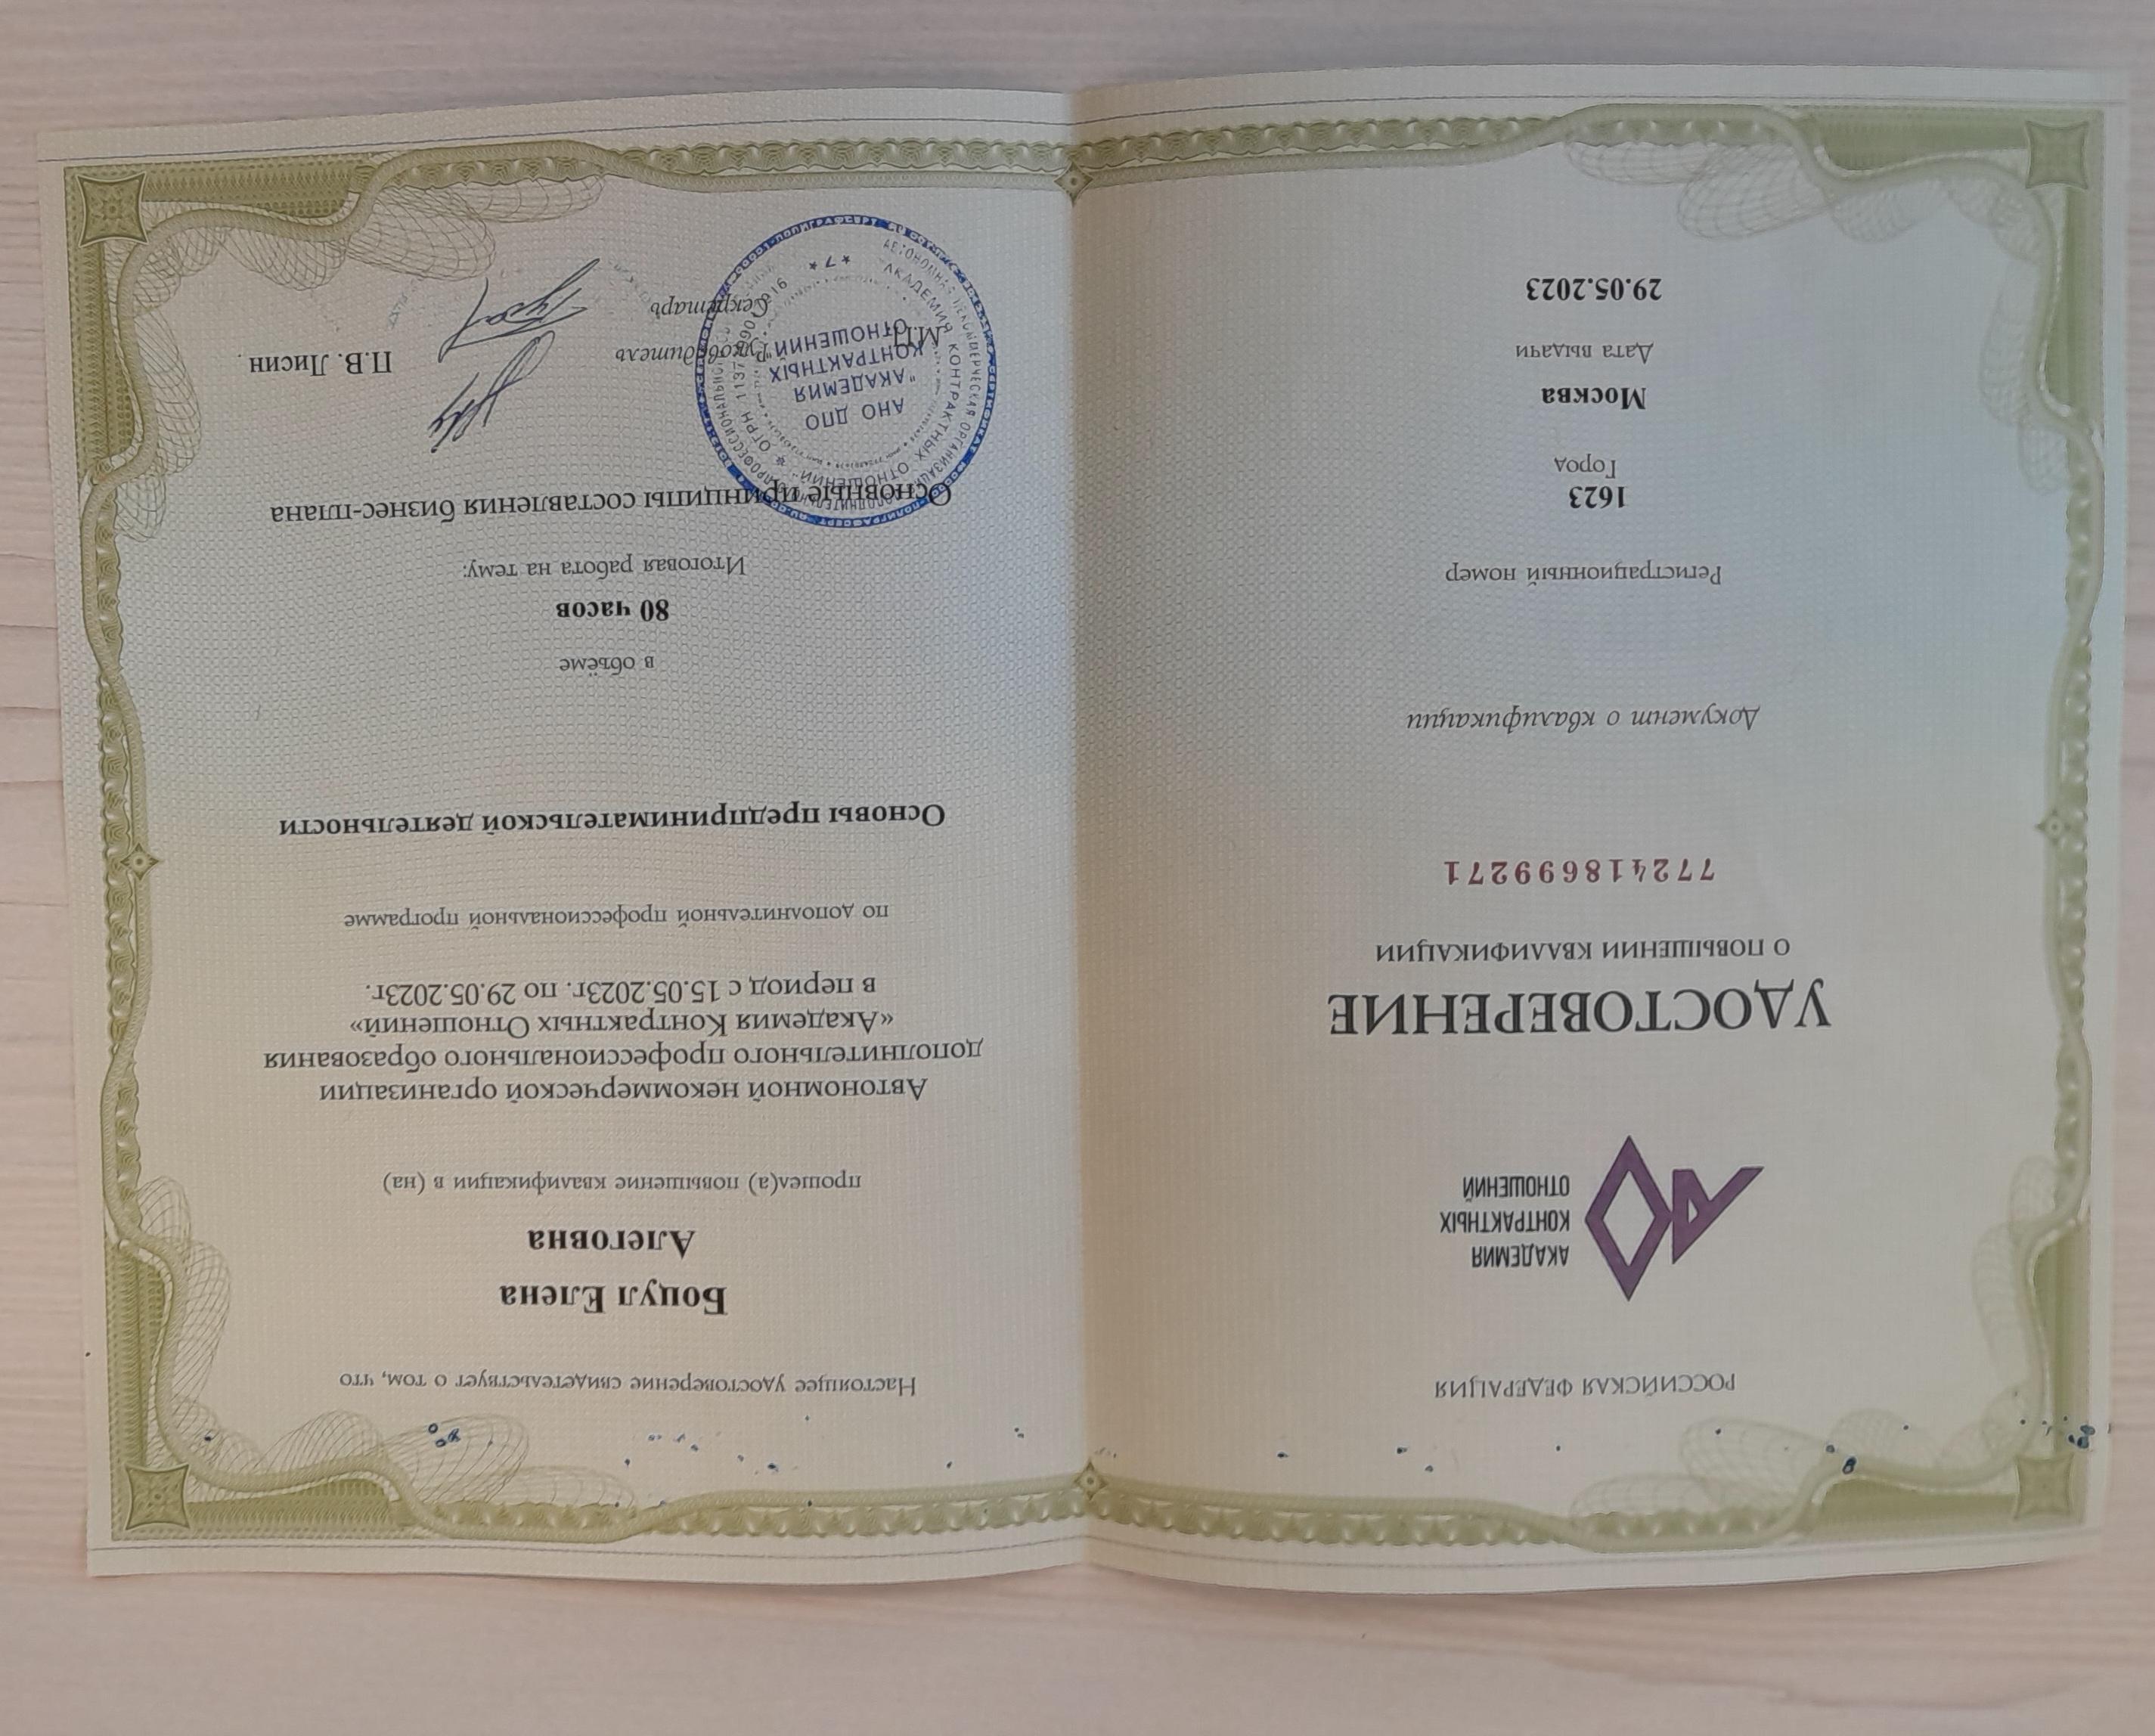 РОССИЙСКАЯ ФЕДЕРАЦИЯ
АКАДЕМИЯ
КОНТРАКТНЫХ
ОТНОШЕНИЙ
УДОСТОВЕРЕНИЕ
О ПОВЫШЕНИИ КВАЛИФИКАЦИИ
772418699271
Документ о квалификации
Регистрационный номер
1623
Город
Москва
Дата выдачи
29.05.2023
Настоящее удостоверение свидетельствует о том, что
Боцул Елена
Алеговна
прошел(а) повышение квалификации в (на)
Автономной некоммерческой организации
дополнительного профессионального образования
«Академия Контрактных Отношений»
в период с 15.05.2023г. по 29.05.2023г.
по дополнительной профессиональной программе
Основы предпринимательской деятельности
в объёме
80 часов
Итоговая работа на тему:
Основные принципы составления бизнес-плана
АНО ДПО
"АКАДЕМИЯ
КОНТРАКТНЫХ
ОТНОШЕНИЙ"
М.П.
Руководитель
П.В. Лисин
Секретарь